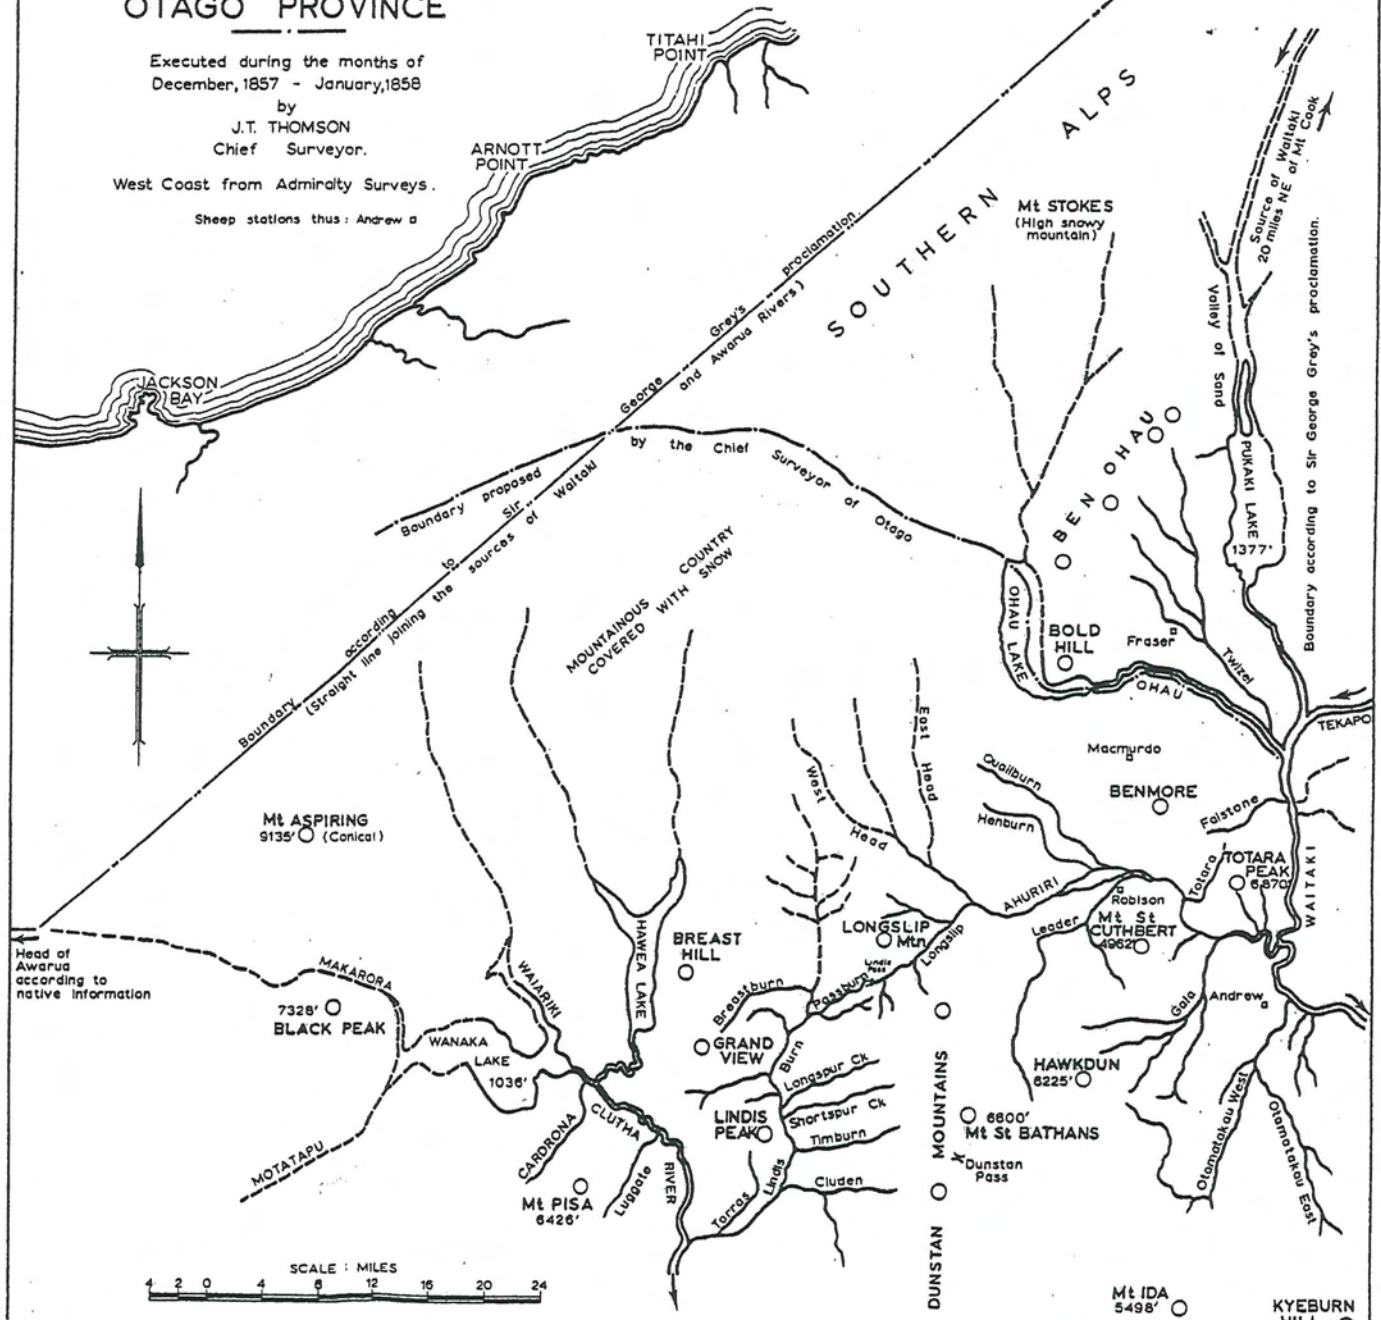 OTAGO PROVINCE
Executed during the months of
December, 1857 - January, 1858
by
J.T. THOMSON
Chief Surveyor.
West Coast from Admiralty Surveys.
Sheep stations thus: Andrew
TITAHI
POINT
ARNOTT
POINT
JACKSON
BAY
SOUTHERN ALPS
Mt STOKES
(High snowy
mountain)
Source of Waitaki
20 miles NE of Mt Cook
Boundary according to Sir George Grey's proclamation.
Valley of Sand
PUKAKI LAKE
1377'
Boundary according to Sir George Grey's proclamation.
(Straight line joining the sources of Waitaki and Awarua Rivers)
Boundary proposed by the Chief Surveyor of Otago
MOUNTAINOUS COUNTRY
COVERED WITH SNOW
BEN OHAU
OHAU LAKE
BOLD
HILL
Fraser
Twizel
OHAU
TEKAPO
Macmurdo
BENMORE
Falstone
Quailburn
Henburn
East Head
West Head
AHURIRI
Totara
TOTARA
PEAK
6870'
WAITAKI
Robison
Mt St
CUTHBERT
4962'
Leader
LONGSLIP
Mtn
Longslip
Lindis
Pass
Passburn
Breastburn
Mt ASPIRING
9135' (Conical)
Head of
Awarua
according to
native information
MAKARORA
7328'
BLACK PEAK
WANAKA
LAKE
1036'
WAIARIKI
HAWEA LAKE
BREAST
HILL
GRAND
VIEW
Gala
Andrew
HAWKDUN
6225'
Longspur Ck
Shortspur Ck
Timburn
Cluden
LINDIS
PEAK
Lindis Burn
Tarras
MOTATAPU
CARDRONA
CLUTHA RIVER
Luggate
Mt PISA
6426'
DUNSTAN MOUNTAINS
6600'
Mt St BATHANS
Dunstan
Pass
Otamatakau West
Otamatakau East
SCALE : MILES
4 2 0 4 8 12 16 20 24
Mt IDA
5498'
KYEBURN
HILL